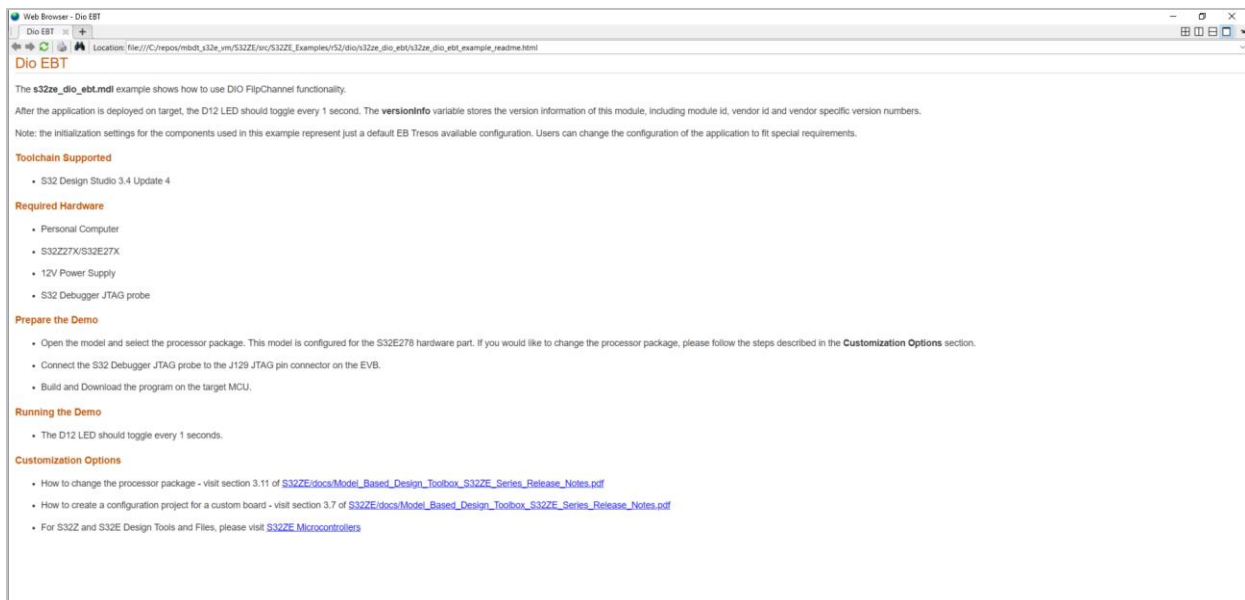 Web Browser - Dio EBT
Dio EBT
Location: file:///C:/repos/mbdt_s32e_vm/S32ZE/src/S32ZE_Examples/r52/dio/s32ze_dio_ebt/s32ze_dio_ebt_example_readme.html
Dio EBT
The s32ze_dio_ebt.mdl example shows how to use DIO FilpChannel functionality.
After the application is deployed on target, the D12 LED should toggle every 1 second. The versionInfo variable stores the version information of this module, including module id, vendor id and vendor specific version numbers.
Note: the initialization settings for the components used in this example represent just a default EB Tresos available configuration. Users can change the configuration of the application to fit special requirements.
Toolchain Supported
• S32 Design Studio 3.4 Update 4
Required Hardware
• Personal Computer
• S32Z27X/S32E27X
• 12V Power Supply
• S32 Debugger JTAG probe
Prepare the Demo
• Open the model and select the processor package. This model is configured for the S32E278 hardware part. If you would like to change the processor package, please follow the steps described in the Customization Options section.
• Connect the S32 Debugger JTAG probe to the J129 JTAG pin connector on the EVB.
• Build and Download the program on the target MCU.
Running the Demo
• The D12 LED should toggle every 1 seconds.
Customization Options
• How to change the processor package - visit section 3.11 of S32ZE/docs/Model_Based_Design_Toolbox_S32ZE_Series_Release_Notes.pdf
• How to create a configuration project for a custom board - visit section 3.7 of S32ZE/docs/Model_Based_Design_Toolbox_S32ZE_Series_Release_Notes.pdf
• For S32Z and S32E Design Tools and Files, please visit S32ZE Microcontrollers